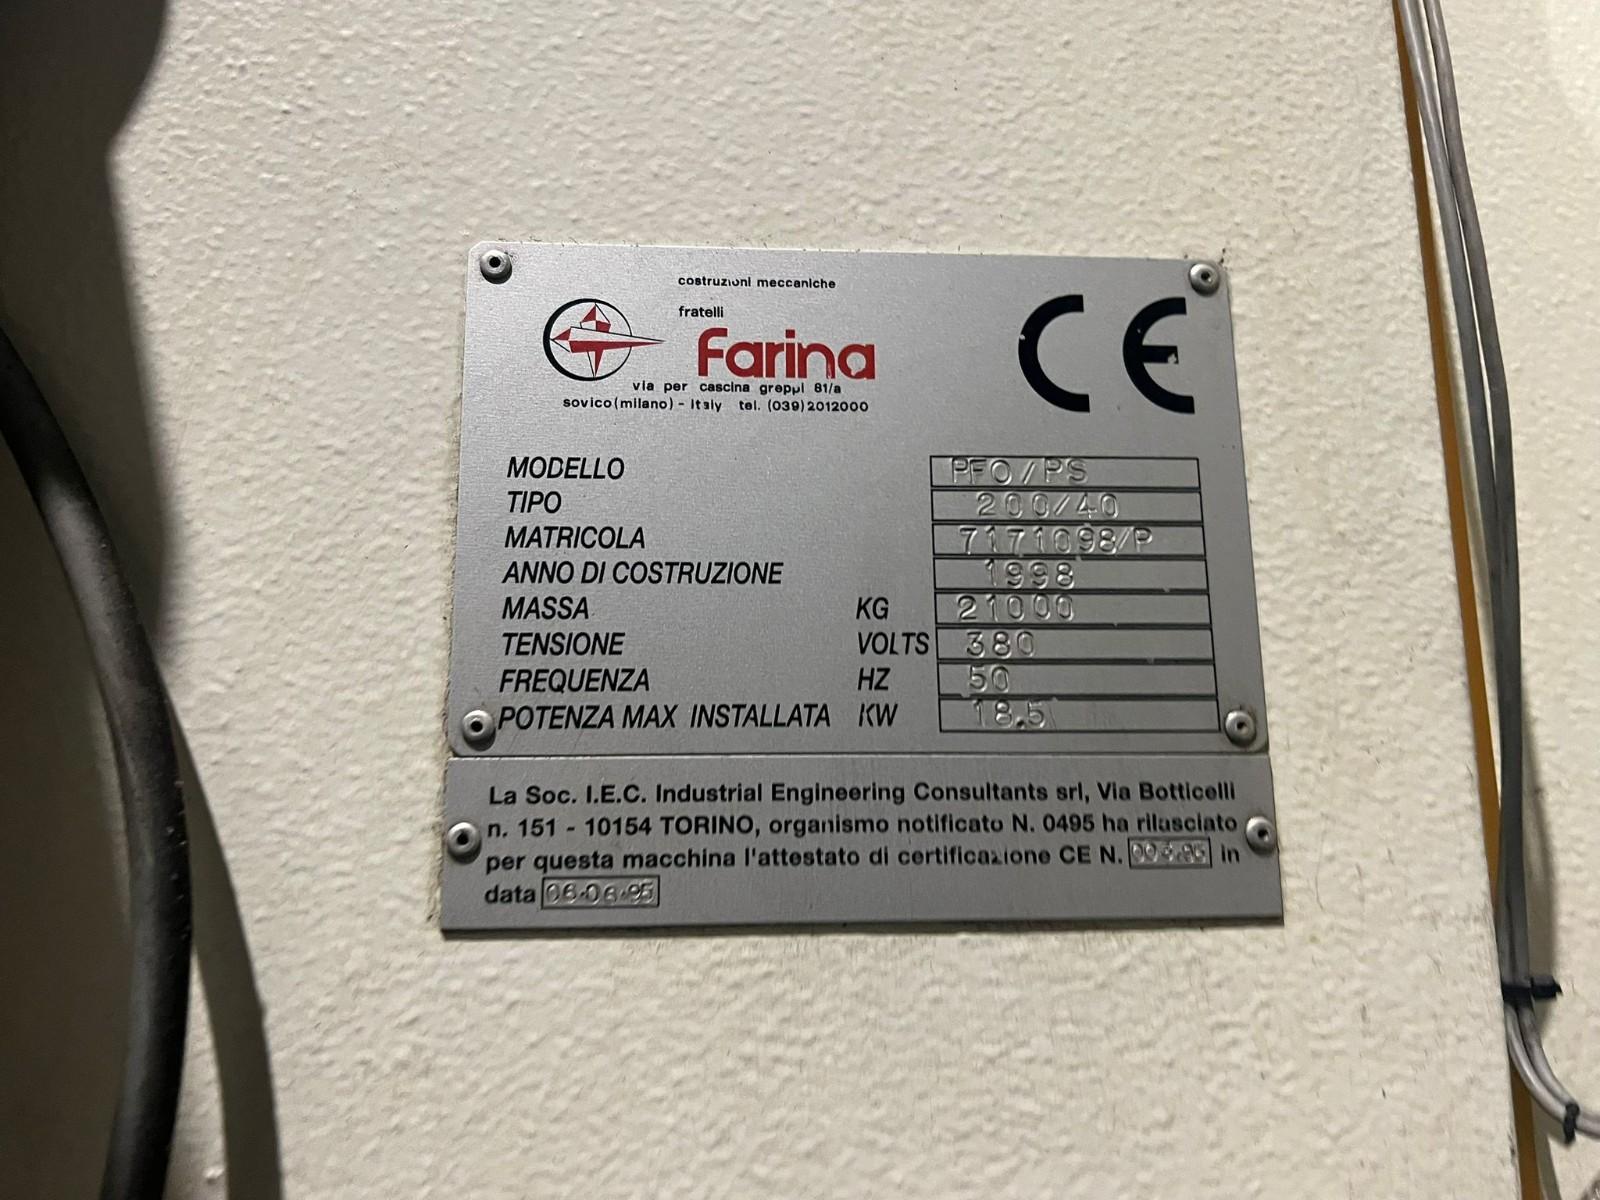 costruzioni meccaniche
fratelli
Farina
via per cascina greppi 81/a
sovico (milano) - Italy tel. (039) 2012000
CE
MODELLO PFO/PS
TIPO 200/40
MATRICOLA 7171098/P
ANNO DI COSTRUZIONE 1998
MASSA KG 21000
TENSIONE VOLTS 380
FREQUENZA HZ 50
POTENZA MAX INSTALLATA KW 18.5
La Soc. I.E.C. Industrial Engineering Consultants srl, Via Botticelli
n. 151 - 10154 TORINO, organismo notificato N. 0495 ha rilasciato
per questa macchina l'attestato di certificazione CE N. in
data 06.06.95